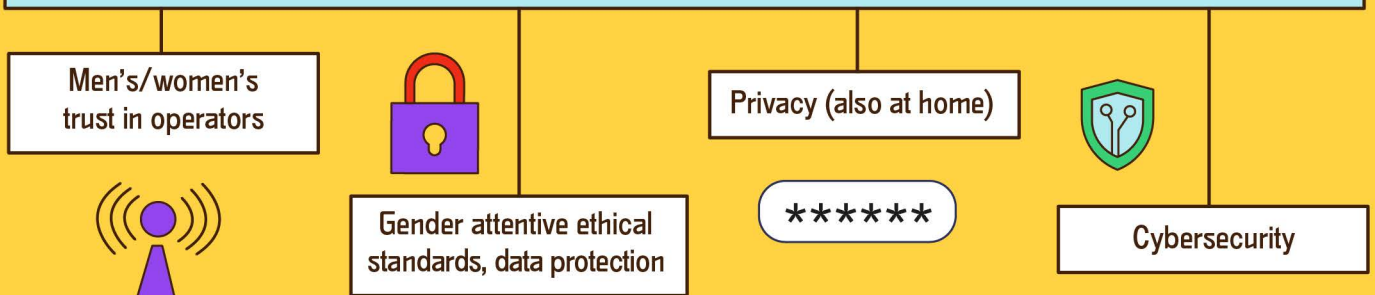 Men's/women's
trust in operators
Gender attentive ethical
standards, data protection
Privacy (also at home)
******
Cybersecurity